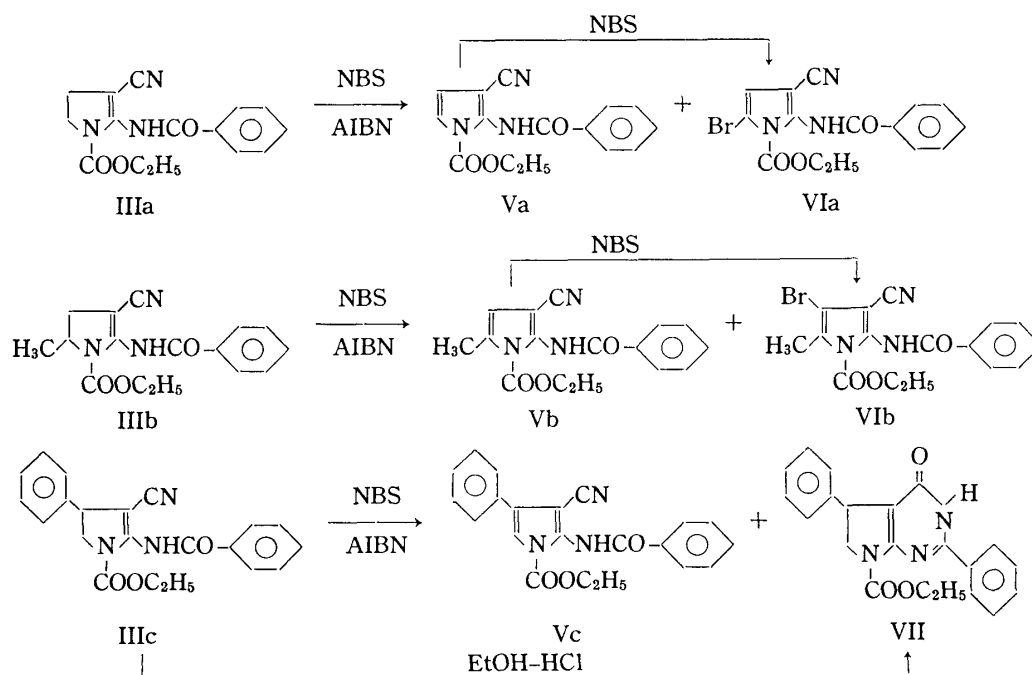 NBS
CN NBS CN CN
N NHCO AIBN N NHCO + Br N NHCO
COOC₂H₅ COOC₂H₅ COOC₂H₅
IIIa Va VIa
NBS
CN NBS CN Br CN
H₃C N NHCO AIBN H₃C N NHCO + H₃C N NHCO
COOC₂H₅ COOC₂H₅ COOC₂H₅
IIIb Vb VIb
O
CN NBS CN H
N NHCO AIBN N NHCO + N N N
COOC₂H₅ COOC₂H₅ COOC₂H₅
IIIc Vc VII
EtOH–HCl